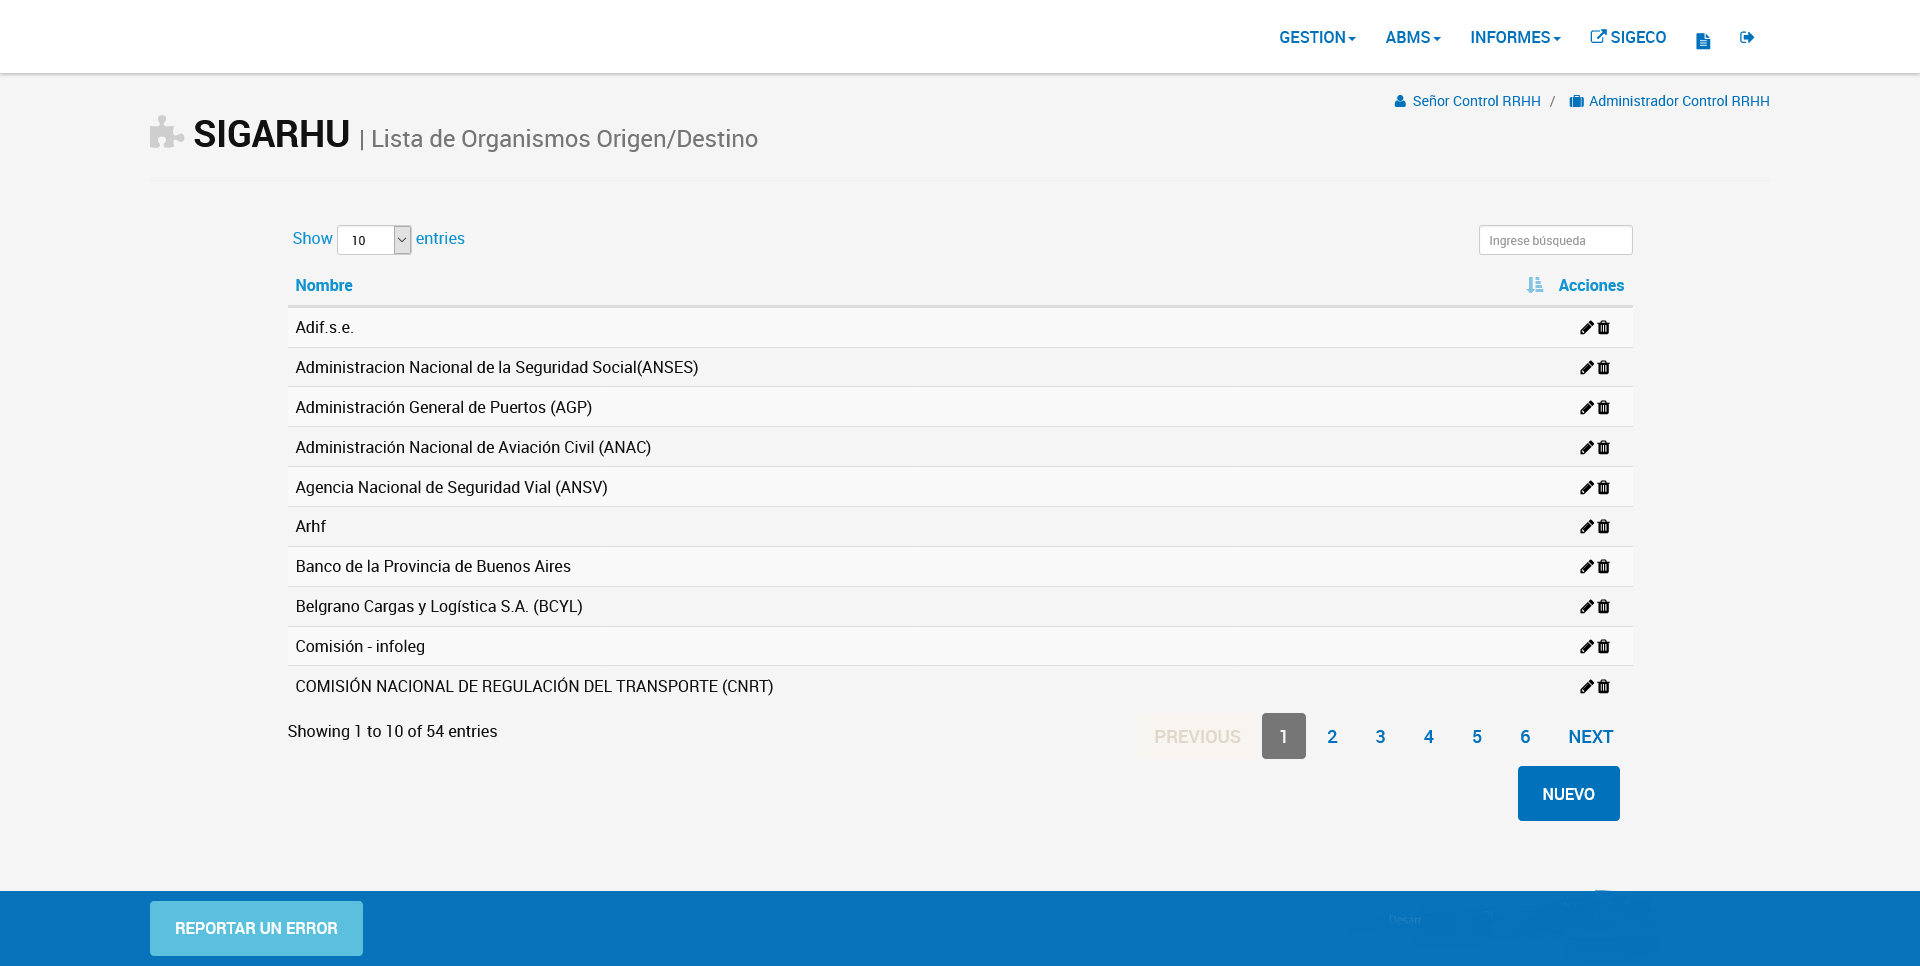 GESTION ABMS INFORMES SIGECO
Señor Control RRHH / Administrador Control RRHH
SIGARHU | Lista de Organismos Origen/Destino
Show 10 entries Ingrese búsqueda
Nombre Acciones
Adif.s.e.
Administracion Nacional de la Seguridad Social(ANSES)
Administración General de Puertos (AGP)
Administración Nacional de Aviación Civil (ANAC)
Agencia Nacional de Seguridad Vial (ANSV)
Arhf
Banco de la Provincia de Buenos Aires
Belgrano Cargas y Logística S.A. (BCYL)
Comisión - infoleg
COMISIÓN NACIONAL DE REGULACIÓN DEL TRANSPORTE (CNRT)
Showing 1 to 10 of 54 entries PREVIOUS 1 2 3 4 5 6 NEXT
NUEVO
REPORTAR UN ERROR